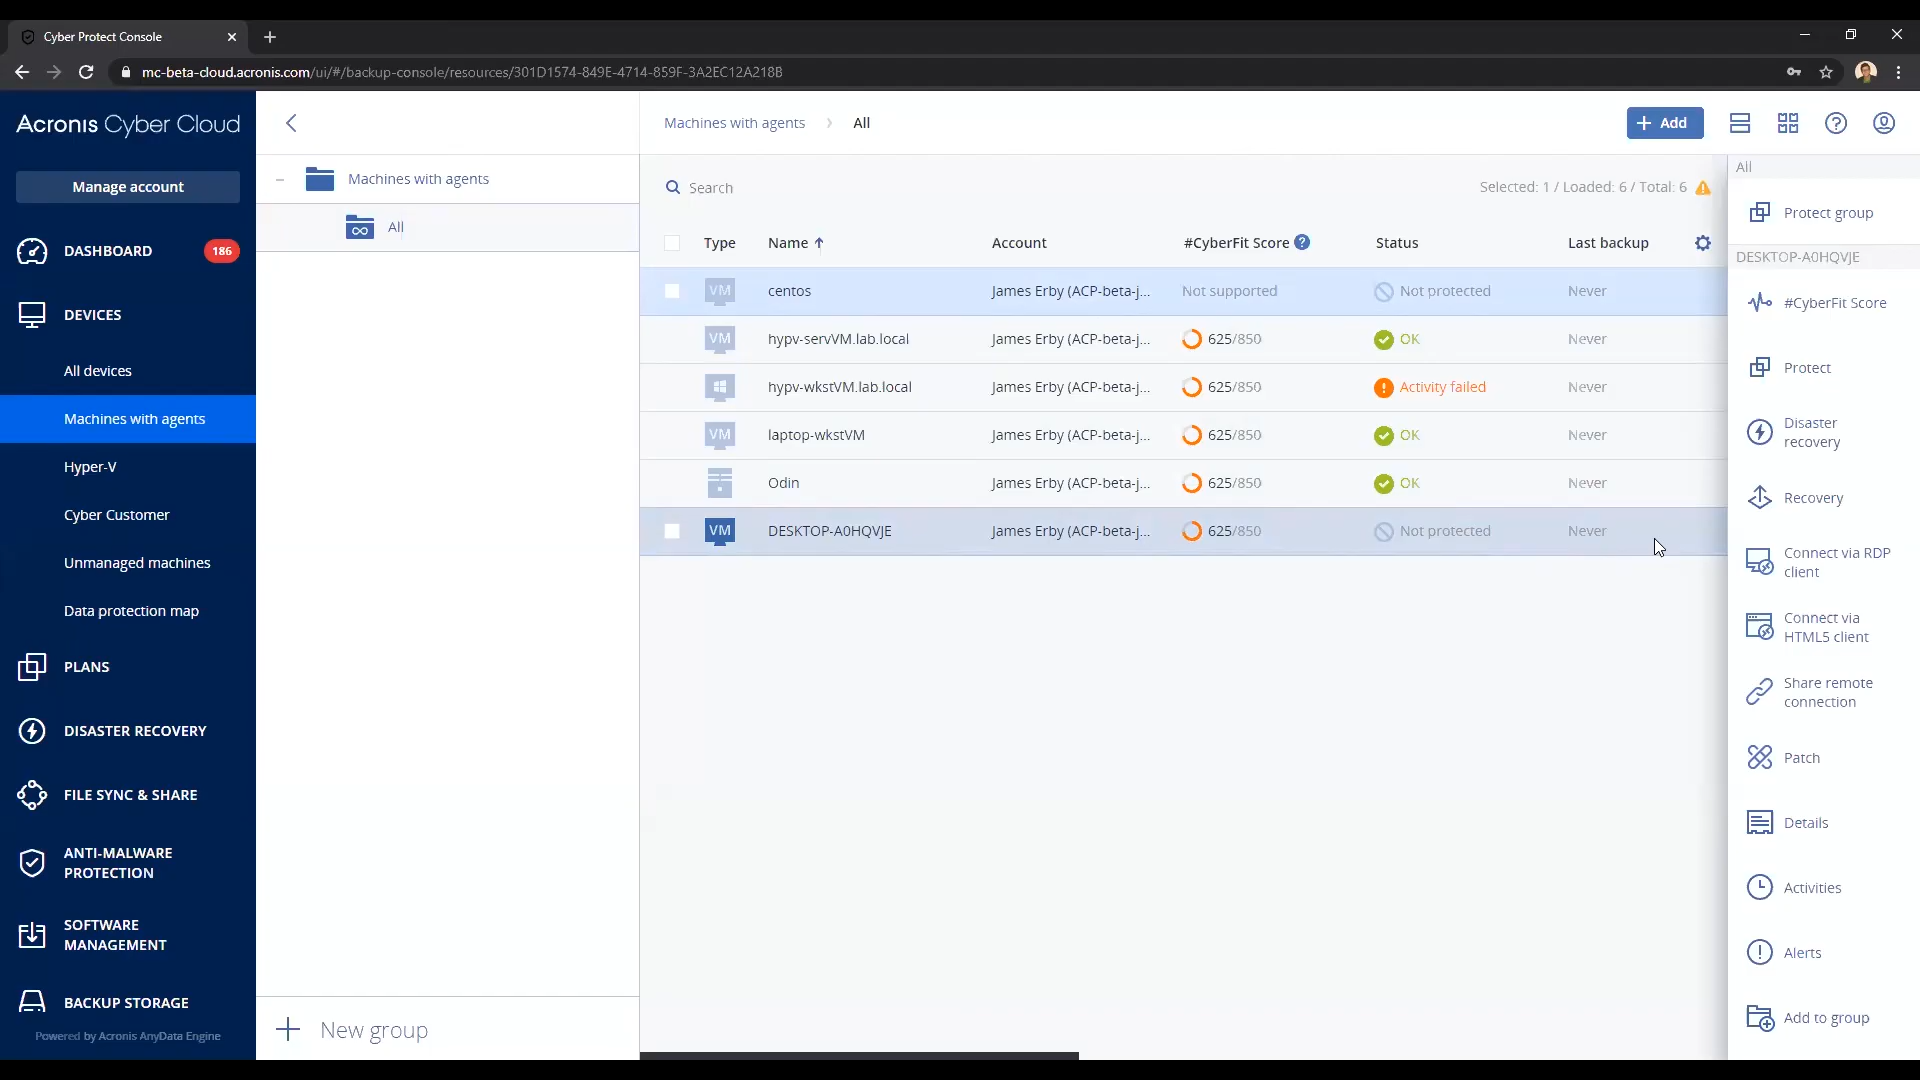 Cyber Protect Console
mc-beta-cloud.acronis.com/ui/#/backup-console/resources/301D1574-849E-4714-859F-3A2EC12A218B
Acronis Cyber Cloud
Manage account
DASHBOARD 186
DEVICES
All devices
Machines with agents
Hyper-V
Cyber Customer
Unmanaged machines
Data protection map
PLANS
DISASTER RECOVERY
FILE SYNC & SHARE
ANTI-MALWARE
PROTECTION
SOFTWARE
MANAGEMENT
BACKUP STORAGE
Powered by Acronis AnyData Engine
Machines with agents
All
New group
Machines with agents All
Add
Search
Selected: 1 / Loaded: 6 / Total: 6
Type Name Account #CyberFit Score Status Last backup
VM centos James Erby (ACP-beta-j... Not supported Not protected Never
VM hypv-servVM.lab.local James Erby (ACP-beta-j... 625/850 OK Never
hypv-wkstVM.lab.local James Erby (ACP-beta-j... 625/850 Activity failed Never
VM laptop-wkstVM James Erby (ACP-beta-j... 625/850 OK Never
Odin James Erby (ACP-beta-j... 625/850 OK Never
VM DESKTOP-A0HQVJE James Erby (ACP-beta-j... 625/850 Not protected Never
All
Protect group
DESKTOP-A0HQVJE
#CyberFit Score
Protect
Disaster
recovery
Recovery
Connect via RDP
client
Connect via
HTML5 client
Share remote
connection
Patch
Details
Activities
Alerts
Add to group